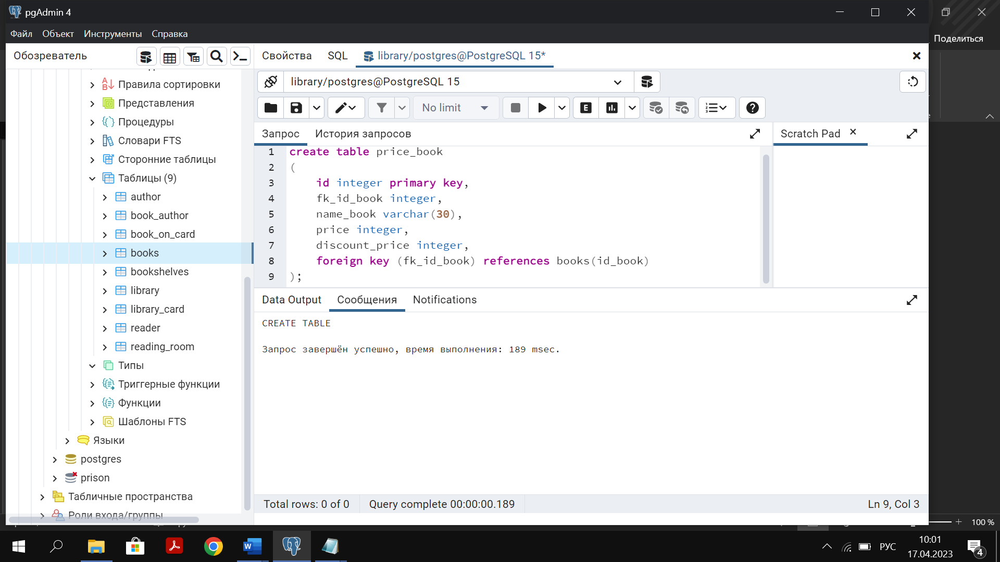 pgAdmin 4
Файл Объект Инструменты Справка
Поделиться
Обозреватель
Свойства SQL library/postgres@PostgreSQL 15*
library/postgres@PostgreSQL 15
No limit
Запрос История запросов
Scratch Pad
Правила сортировки
Представления
Процедуры
Словари FTS
Сторонние таблицы
Таблицы (9)
author
book_author
book_on_card
books
bookshelves
library
library_card
reader
reading_room
Типы
Триггерные функции
Функции
Шаблоны FTS
Языки
postgres
prison
Табличные пространства
Роли входа/группы
1 create table price_book
2 (
3 id integer primary key,
4 fk_id_book integer,
5 name_book varchar(30),
6 price integer,
7 discount_price integer,
8 foreign key (fk_id_book) references books(id_book)
9 );
Data Output Сообщения Notifications
CREATE TABLE
Запрос завершён успешно, время выполнения: 189 msec.
Total rows: 0 of 0 Query complete 00:00:00.189 Ln 9, Col 3
100 %
РУС
10:01
17.04.2023
4